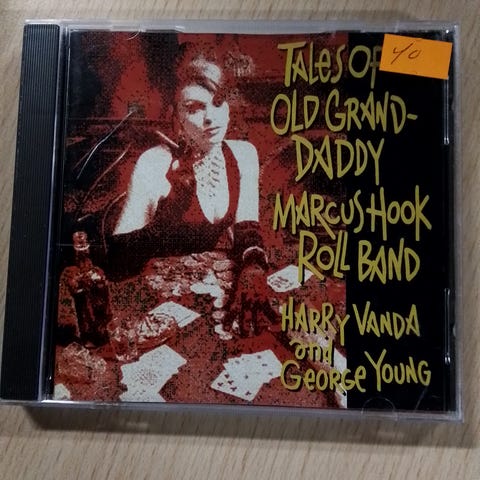 TALES OF
OLD GRAND-
DADDY
MARCUS HOOK
ROLL BAND
HARRY VANDA
and
GEORGE YOUNG
40